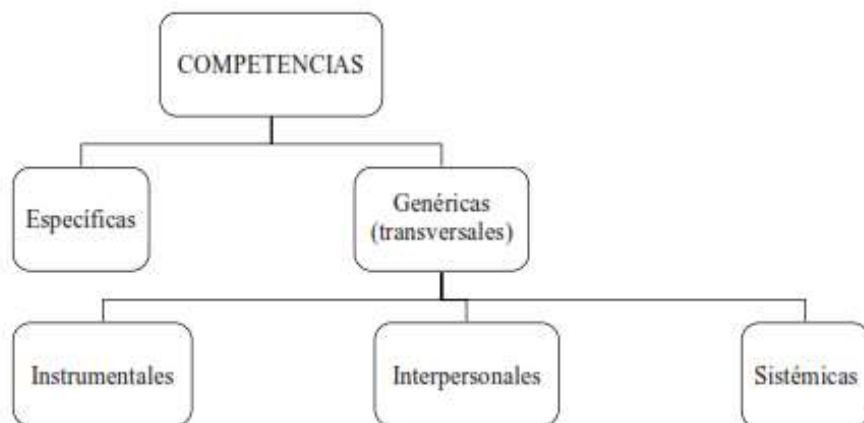 COMPETENCIAS
Específicas
Genéricas
(transversales)
Instrumentales
Interpersonales
Sistémicas